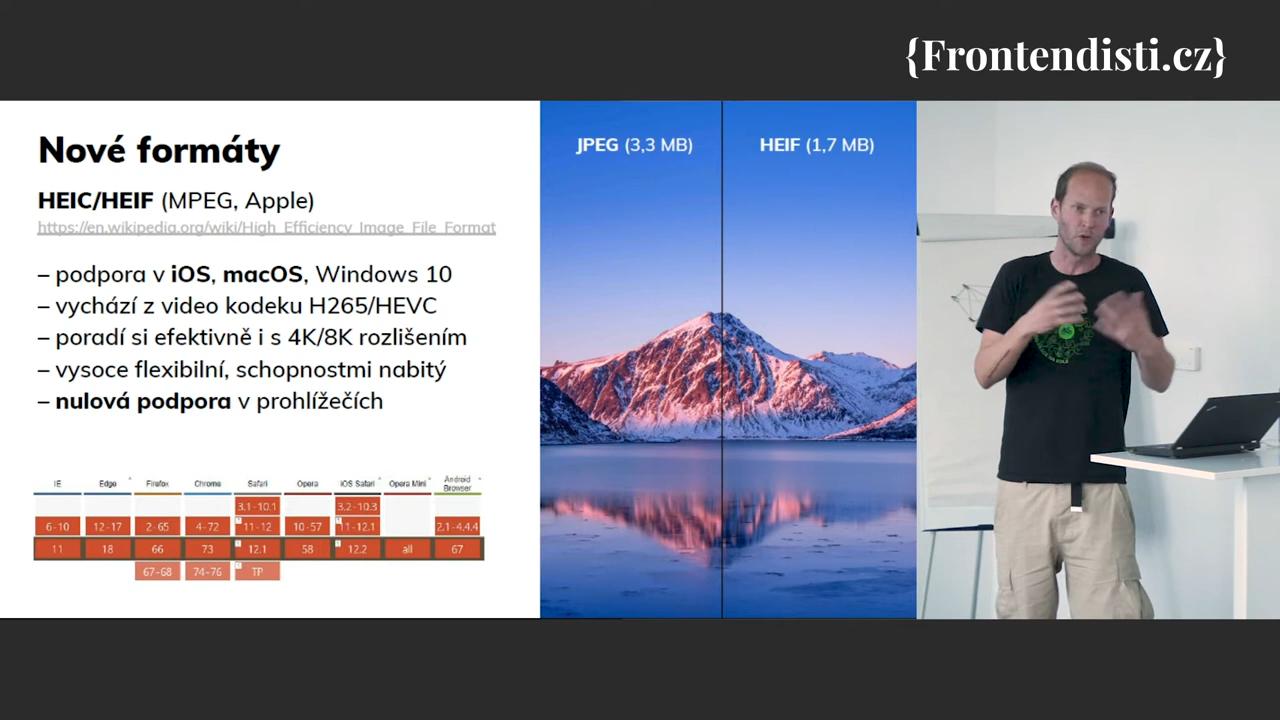 {Frontendisti.cz}
Nové formáty
HEIC/HEIF (MPEG, Apple)
https://en.wikipedia.org/wiki/High_Efficiency_Image_File_Format
– podpora v iOS, macOS, Windows 10
– vychází z video kodeku H265/HEVC
– poradí si efektivně i s 4K/8K rozlišením
– vysoce flexibilní, schopnostmi nabitý
– nulová podpora v prohlížečích
JPEG (3,3 MB) HEIF (1,7 MB)
IE Edge Firefox Chrome Safari Opera iOS Safari Opera Mini Android Browser
3.1-10.1 3.2-10.3
6-10 12-17 2-65 4-72 11-12 10-57 11-12.1 2.1-4.4.4
11 18 66 73 12.1 58 12.2 all 67
67-68 74-76 TP